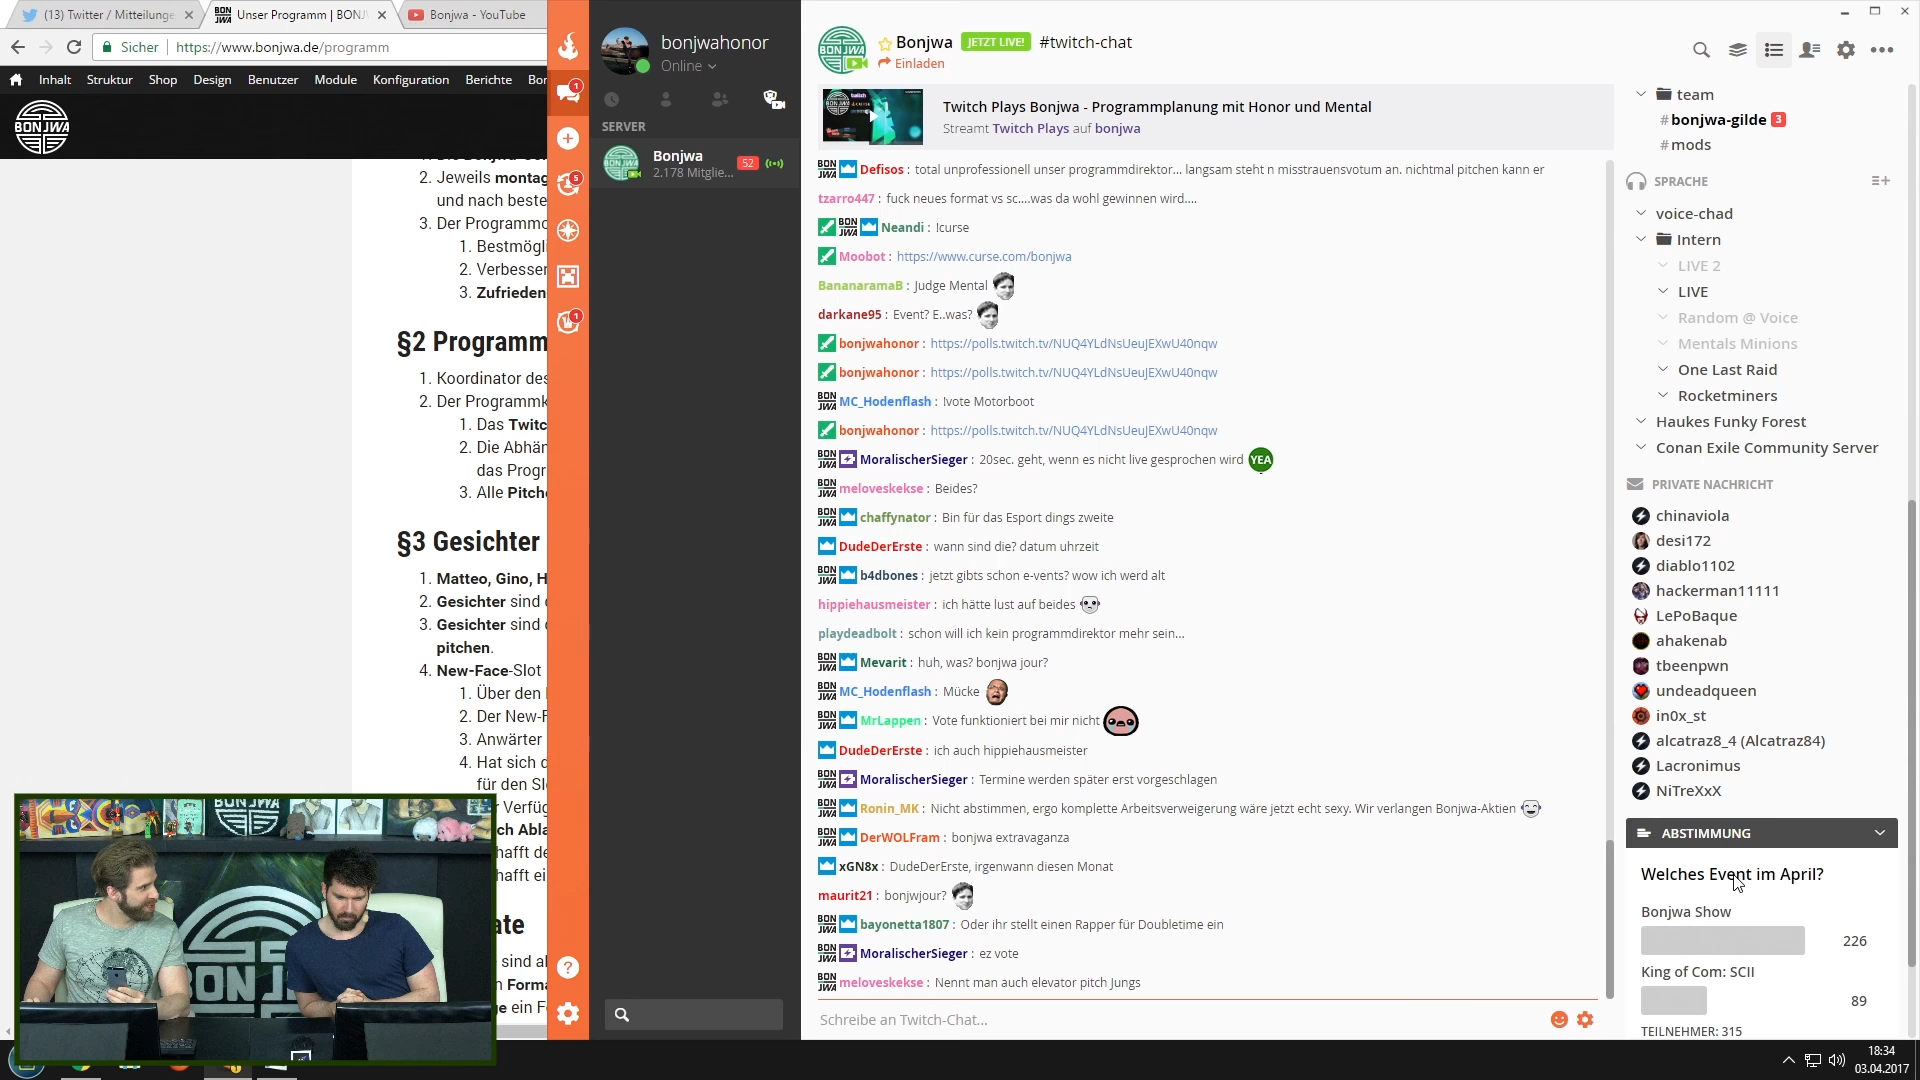 (13) Twitter / Mitteilunge
Unser Programm | BONJ
Bonjwa - YouTube
Sicher
https://www.bonjwa.de/programm
Inhalt Struktur Shop Design Benutzer Module Konfiguration Berichte
BONJWA
2. Jeweils
und nach beste
3.
1.
2.
3.
§2 Programm
1. Koordinator
2. Der
1. Das
2. Die
das
3. Alle
§3 Gesichter
1. Matteo, Gino, H
2. Gesichter sind
3. Gesichter sind
pitchen.
4. New-Face-Slot
1. Über den
2. Der
3. Anwärter
4. Hat sich
für den
BONJWA
bonjwahonor
Online
SERVER
Bonjwa
52
2.178 Mitglie...
1
5
1
Bonjwa
JETZT LIVE!
#twitch-chat
Einladen
Twitch Plays Bonjwa - Programmplanung mit Honor und Mental
Streamt Twitch Plays auf bonjwa
Defisos : total unprofessionell unser programmdirektor... langsam steht n misstrauensvotum an. nichtmal pitchen kann er
tzarro447 : fuck neues format vs sc....was da wohl gewinnen wird....
Neandi : !curse
Moobot : https://www.curse.com/bonjwa
BananaramaB : Judge Mental
darkane95 : Event? E..was?
bonjwahonor : https://polls.twitch.tv/NUQ4YLdNsUeuJEXwU40nqw
bonjwahonor : https://polls.twitch.tv/NUQ4YLdNsUeuJEXwU40nqw
MC_Hodenflash : !vote Motorboot
bonjwahonor : https://polls.twitch.tv/NUQ4YLdNsUeuJEXwU40nqw
MoralischerSieger : 20sec. geht, wenn es nicht live gesprochen wird YEA
meloveskekse : Beides?
chaffynator : Bin für das Esport dings zweite
DudeDerErste : wann sind die? datum uhrzeit
b4dbones : jetzt gibts schon e-vents? wow ich werd alt
hippiehausmeister : ich hätte lust auf beides
playdeadbolt : schon will ich kein programmdirektor mehr sein...
Mevarit : huh, was? bonjwa jour?
MC_Hodenflash : Mücke
MrLappen : Vote funktioniert bei mir nicht
DudeDerErste : ich auch hippiehausmeister
MoralischerSieger : Termine werden später erst vorgeschlagen
Ronin_MK : Nicht abstimmen, ergo komplette Arbeitsverweigerung wäre jetzt echt sexy. Wir verlangen Bonjwa-Aktien
DerWOLFram : bonjwa extravaganza
xGN8x : DudeDerErste, irgenwann diesen Monat
maurit21 : bonjwjour?
bayonetta1807 : Oder ihr stellt einen Rapper für Doubletime ein
MoralischerSieger : ez vote
meloveskekse : Nennt man auch elevator pitch Jungs
Schreibe an Twitch-Chat...
team
#bonjwa-gilde 3
#mods
SPRACHE
voice-chad
Intern
LIVE 2
LIVE
Random @ Voice
Mentals Minions
One Last Raid
Rocketminers
Haukes Funky Forest
Conan Exile Community Server
PRIVATE NACHRICHT
chinaviola
desi172
diablo1102
hackerman11111
LePoBaque
ahakenab
tbeenpwn
undeadqueen
in0x_st
alcatraz8_4 (Alcatraz84)
Lacronimus
NiTreXxX
ABSTIMMUNG
Welches Event im April?
Bonjwa Show
226
King of Com: SCII
89
TEILNEHMER: 315
18:34
03.04.2017